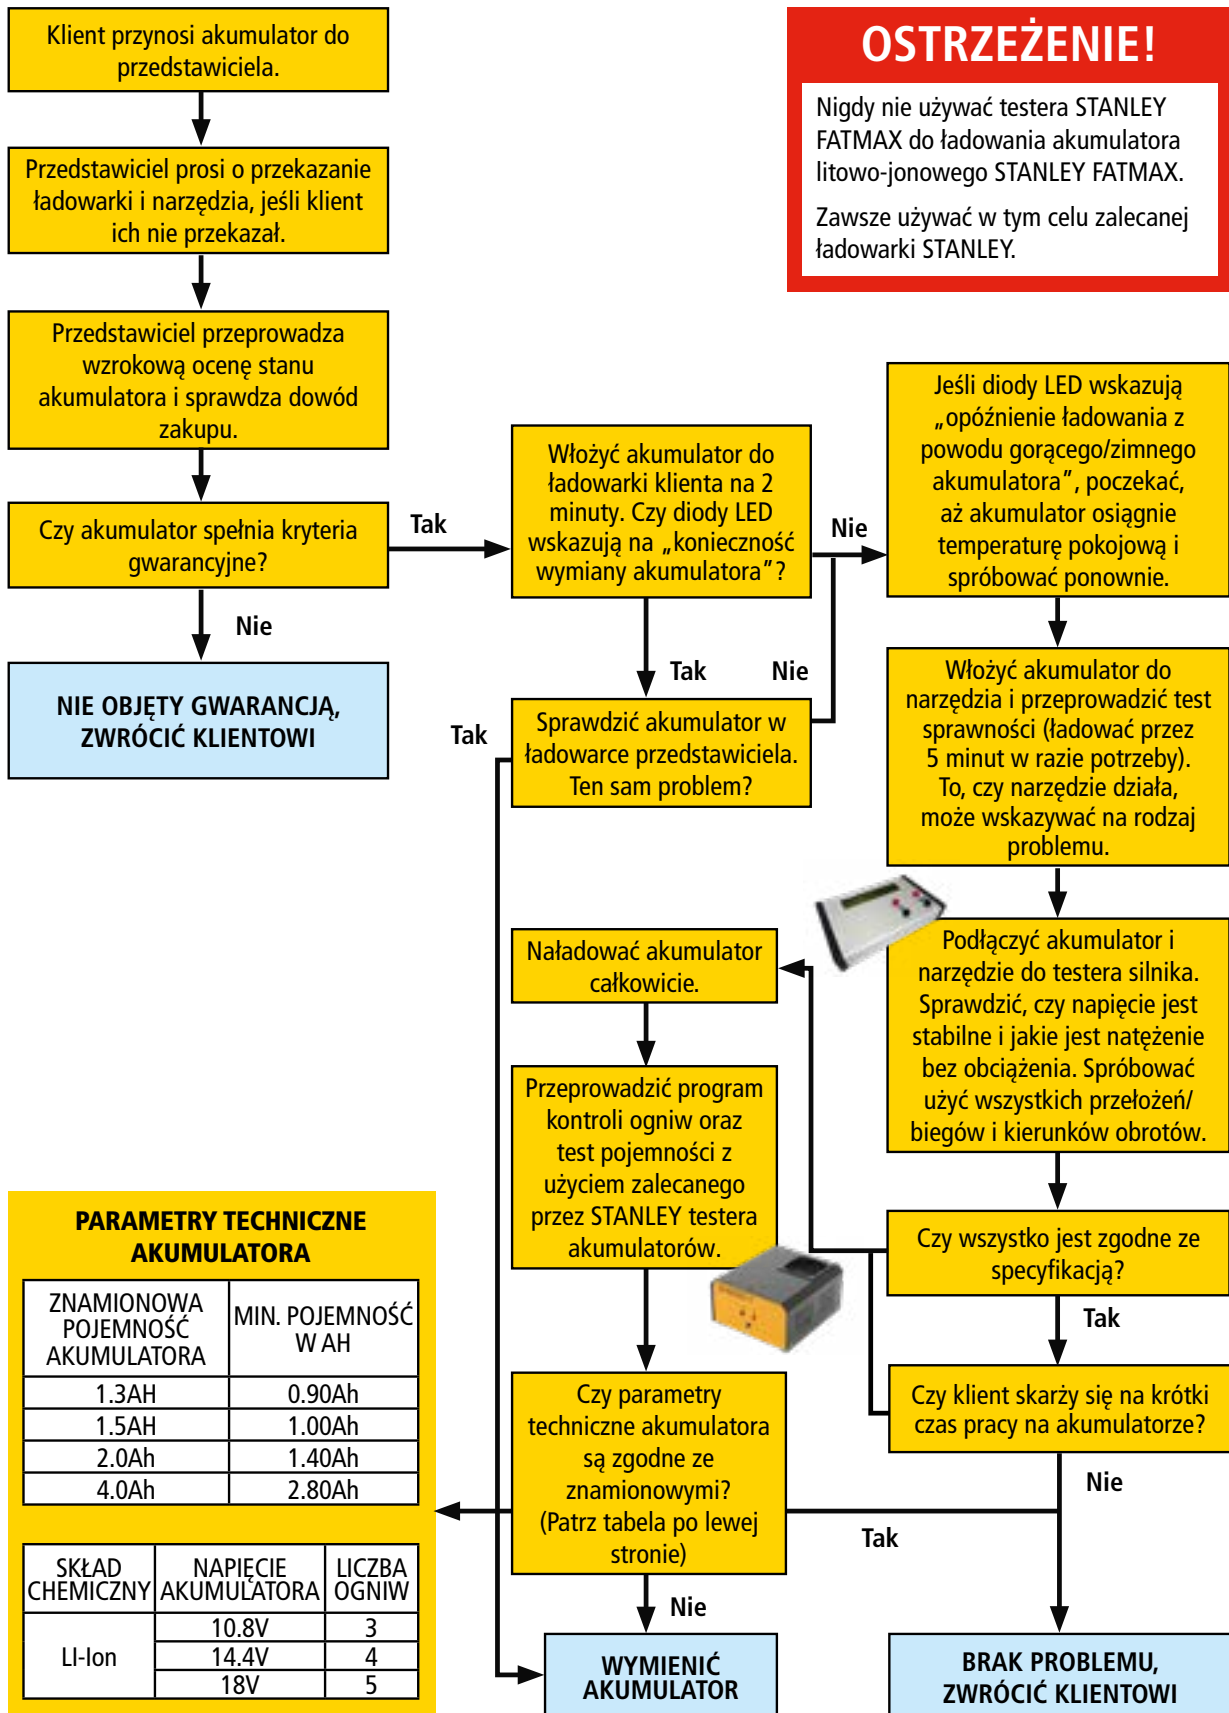 Klient przynosi akumulator do
przedstawiciela.
OSTRZEŻENIE!
Nigdy nie używać testera STANLEY
FATMAX do ładowania akumulatora
litowo-jonowego STANLEY FATMAX.
Zawsze używać w tym celu zalecanej
ładowarki STANLEY.
Przedstawiciel prosi o przekazanie
ładowarki i narzędzia, jeśli klient
ich nie przekazał.
Przedstawiciel przeprowadza
wzrokową ocenę stanu
akumulatora i sprawdza dowód
zakupu.
Czy akumulator spełnia kryteria
gwarancyjne?
Tak
Nie
NIE OBJĘTY GWARANCJĄ,
ZWRÓCIĆ KLIENTOWI
Włożyć akumulator do
ładowarki klienta na 2
minuty. Czy diody LED
wskazują na „konieczność
wymiany akumulatora”?
Nie
Tak
Nie
Sprawdzić akumulator w
ładowarce przedstawiciela.
Ten sam problem?
Tak
Jeśli diody LED wskazują
„opóźnienie ładowania z
powodu gorącego/zimnego
akumulatora”, poczekać,
aż akumulator osiągnie
temperaturę pokojową i
spróbować ponownie.
Włożyć akumulator do
narzędzia i przeprowadzić test
sprawności (ładować przez
5 minut w razie potrzeby).
To, czy narzędzie działa,
może wskazywać na rodzaj
problemu.
Podłączyć akumulator i
narzędzie do testera silnika.
Sprawdzić, czy napięcie jest
stabilne i jakie jest natężenie
bez obciążenia. Spróbować
użyć wszystkich przełożeń/
biegów i kierunków obrotów.
Czy wszystko jest zgodne ze
specyfikacją?
Tak
Czy klient skarży się na krótki
czas pracy na akumulatorze?
Nie
Naładować akumulator
całkowicie.
Przeprowadzić program
kontroli ogniw oraz
test pojemności z
użyciem zalecanego
przez STANLEY testera
akumulatorów.
Czy parametry
techniczne akumulatora
są zgodne ze
znamionowymi?
(Patrz tabela po lewej
stronie)
Tak
Nie
WYMIENIĆ
AKUMULATOR
BRAK PROBLEMU,
ZWRÓCIĆ KLIENTOWI
PARAMETRY TECHNICZNE
AKUMULATORA
ZNAMIONOWA
POJEMNOŚĆ
AKUMULATORA
MIN. POJEMNOŚĆ
W AH
1.3AH 0.90Ah
1.5AH 1.00Ah
2.0Ah 1.40Ah
4.0Ah 2.80Ah
SKŁAD
CHEMICZNY
NAPIĘCIE
AKUMULATORA
LICZBA
OGNIW
LI-Ion
10.8V 3
14.4V 4
18V 5